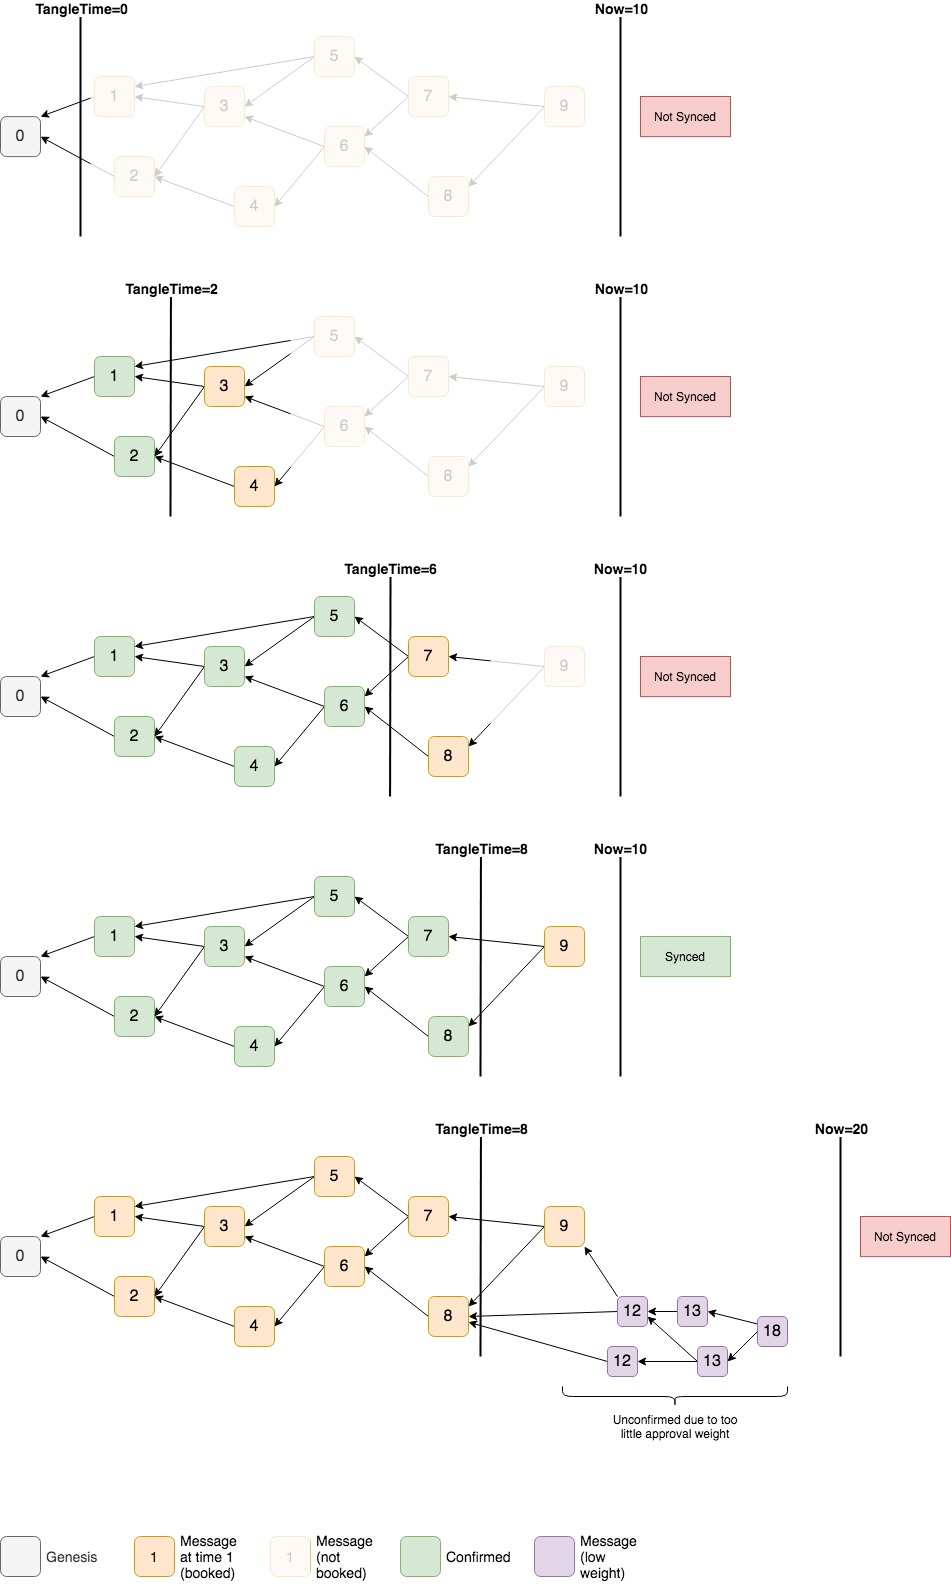 TangleTime=0
Now=10
5
1
3
7
9
Not Synced
0
6
2
4
8
TangleTime=2
Now=10
5
1
3
7
9
Not Synced
0
6
2
4
8
TangleTime=6
Now=10
5
1
3
7
9
Not Synced
0
6
2
4
8
TangleTime=8
Now=10
5
1
3
7
9
Synced
0
6
2
4
8
TangleTime=8
Now=20
5
1
3
7
9
Not Synced
0
6
2
4
8
12
13
18
12
13
Unconfirmed due to too
little approval weight
Genesis
1
Message
at time 1
(booked)
1
Message
(not
booked)
Confirmed
Message
(low
weight)